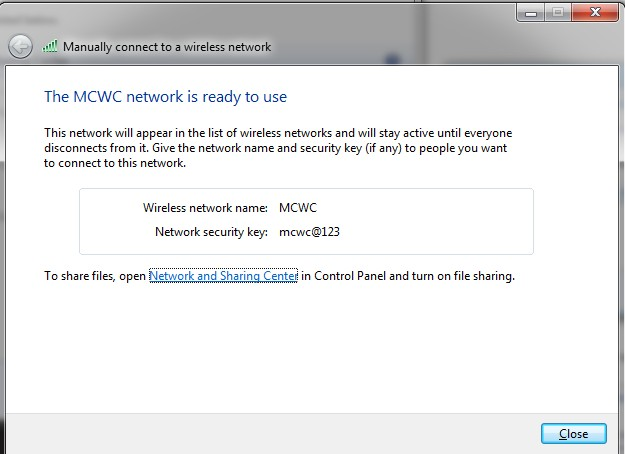 Manually connect to a wireless network
The MCWC network is ready to use
This network will appear in the list of wireless networks and will stay active until everyone
disconnects from it. Give the network name and security key (if any) to people you want
to connect to this network.
Wireless network name: MCWC
Network security key: mcwc@123
To share files, open Network and Sharing Center in Control Panel and turn on file sharing.
Close